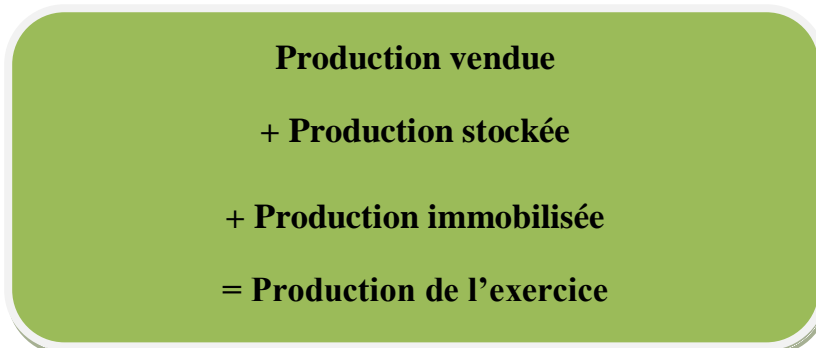 Production vendue
+ Production stockée
+ Production immobilisée
= Production de l’exercice